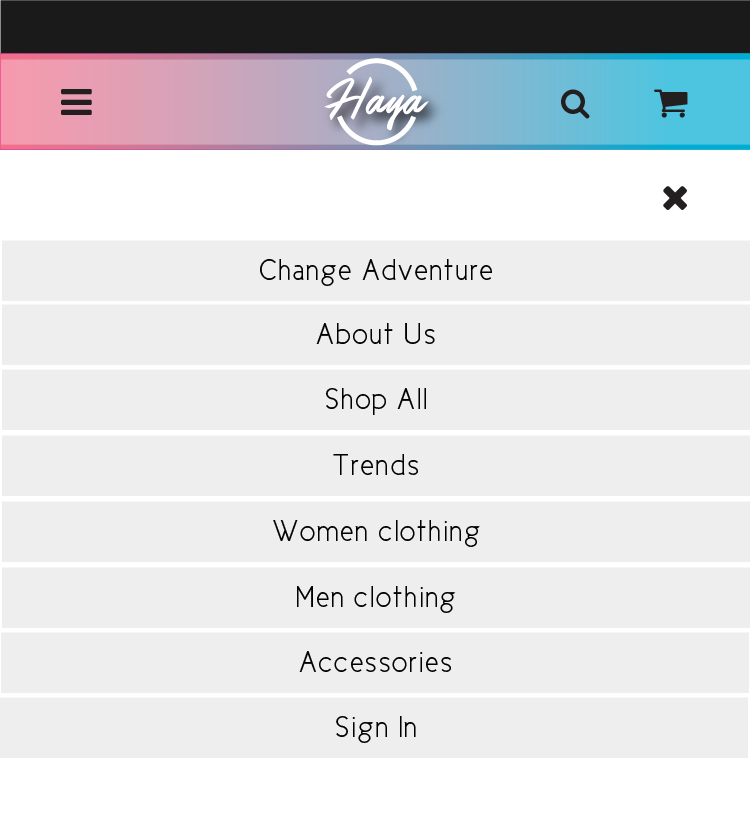 Haya
Change Adventure
About Us
Shop All
Trends
Women clothing
Men clothing
Accessories
Sign In